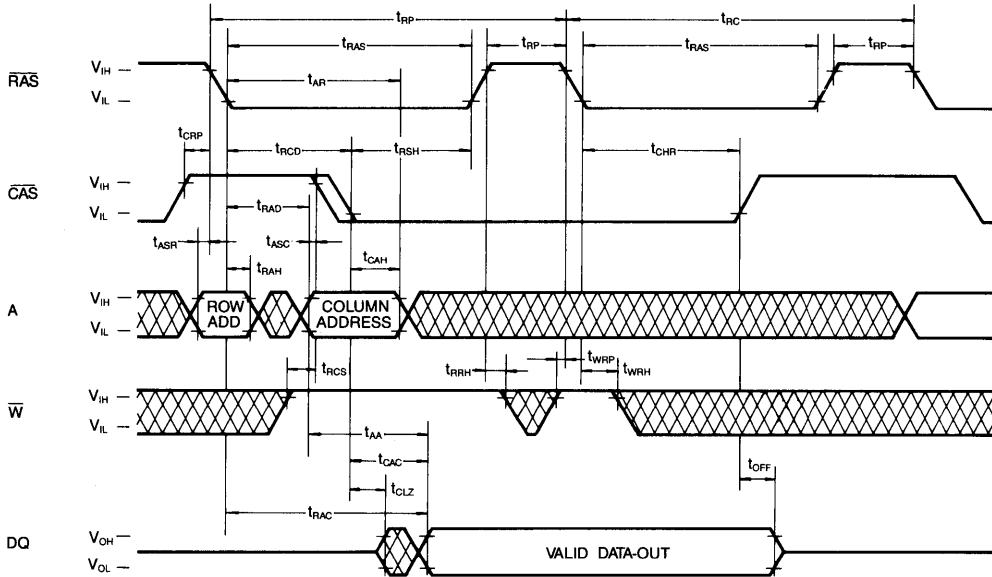 tRP tRC
tRAS tRP tRAS tRP
RAS VIH tAR
VIL
tCRP tRCD tRSH tCHR
CAS VIH
VIL
tRAD
tASR tASC tCAH
tRAH
A VIH ROW ADD COLUMN ADDRESS
VIL
tRCS tRRH tWRP
tWRH
W VIH
VIL
tAA
tCAC
tCLZ tOFF
tRAC
DQ VOH
VALID DATA-OUT
VOL